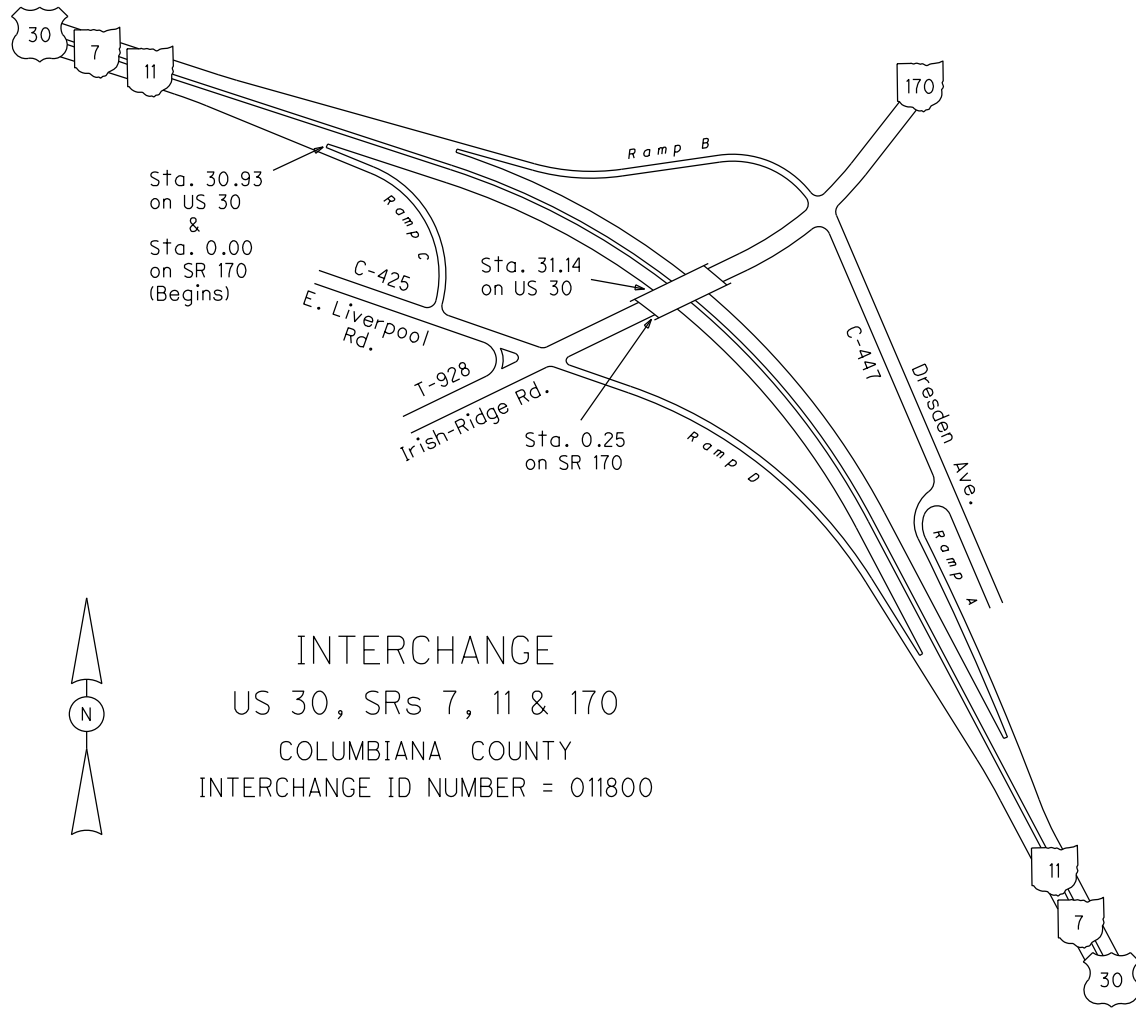 30
7
11
170
Ramp B
Sta. 30.93
on US 30
&
Sta. 0.00
on SR 170
(Begins)
Ramp C
C-425
E. Liverpool
Rd.
Sta. 31.14
on US 30
T-928
Irish-Ridge Rd.
Sta. 0.25
on SR 170
Ramp D
C-447
Dresden Ave.
Ramp A
N
INTERCHANGE
US 30, SRs 7, 11 & 170
COLUMBIANA COUNTY
INTERCHANGE ID NUMBER = 011800
11
7
30